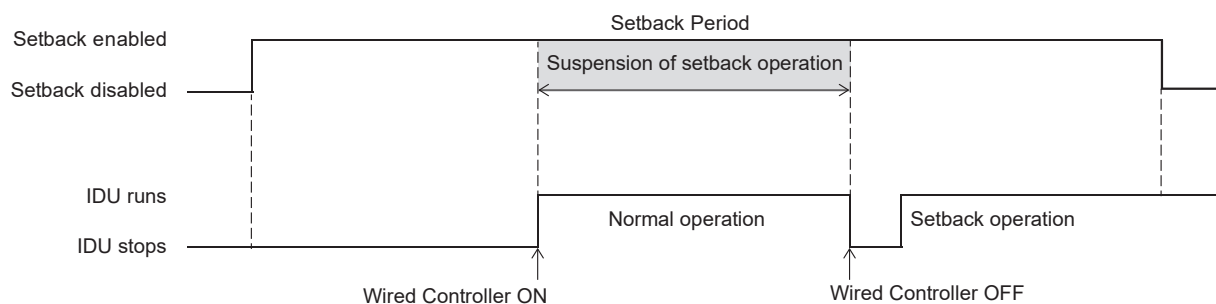 Setback Period
Setback enabled
Suspension of setback operation
Setback disabled
IDU runs
Normal operation
Setback operation
IDU stops
Wired Controller ON
Wired Controller OFF